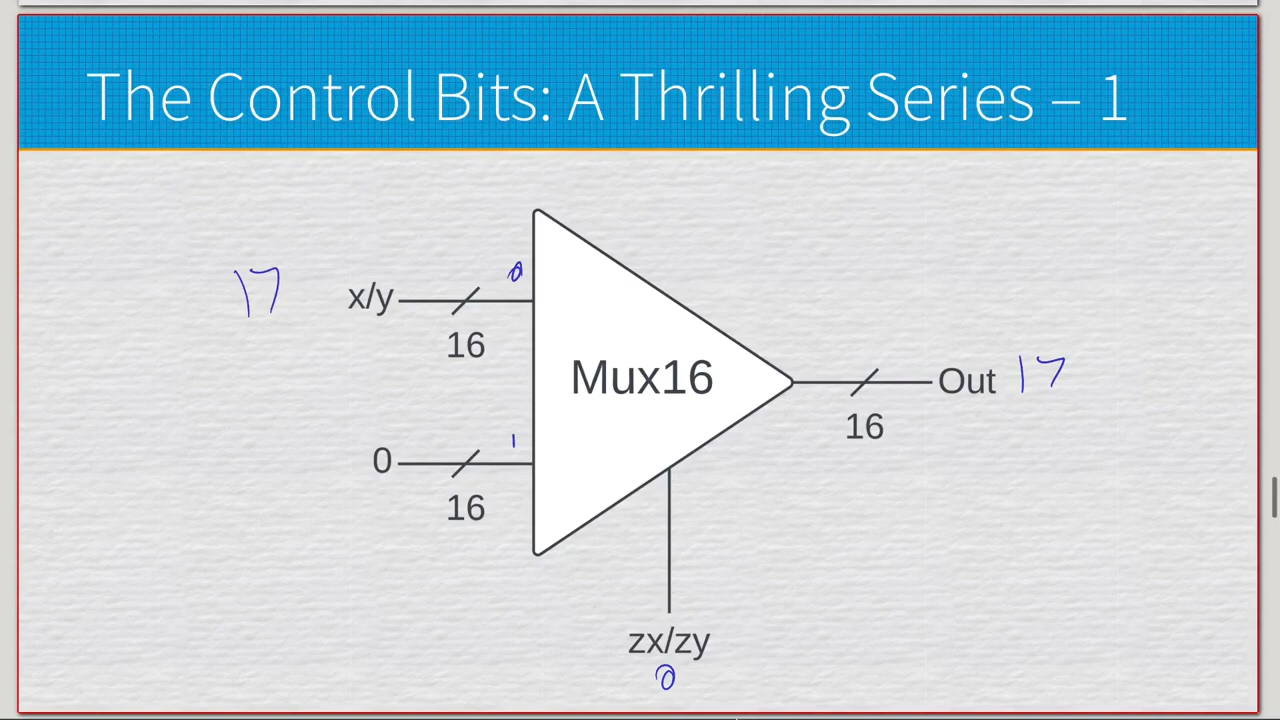 The Control Bits: A Thrilling Series – 1
0
17 x/y
16
Mux16
Out 17
16
1
0
16
zx/zy
0